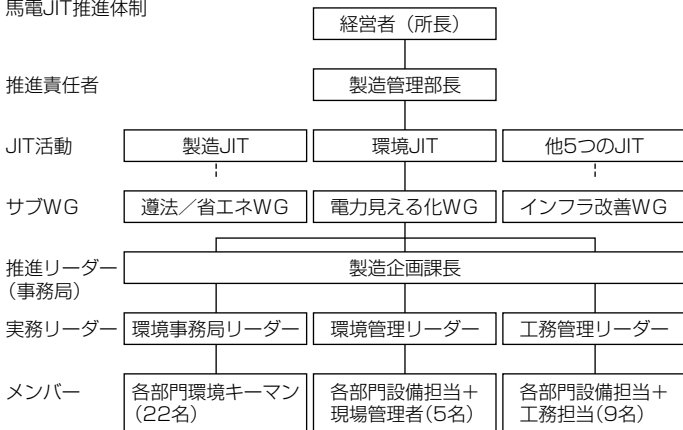 馬電JIT推進体制
経営者（所長）
推進責任者 製造管理部長
JIT活動 製造JIT 環境JIT 他5つのJIT
サブWG 遵法／省エネWG 電力見える化WG インフラ改善WG
推進リーダー 製造企画課長
（事務局）
実務リーダー 環境事務局リーダー 環境管理リーダー 工務管理リーダー
メンバー 各部門環境キーマン 各部門設備担当＋ 各部門設備担当＋
（22名） 現場管理者（5名） 工務担当（9名）